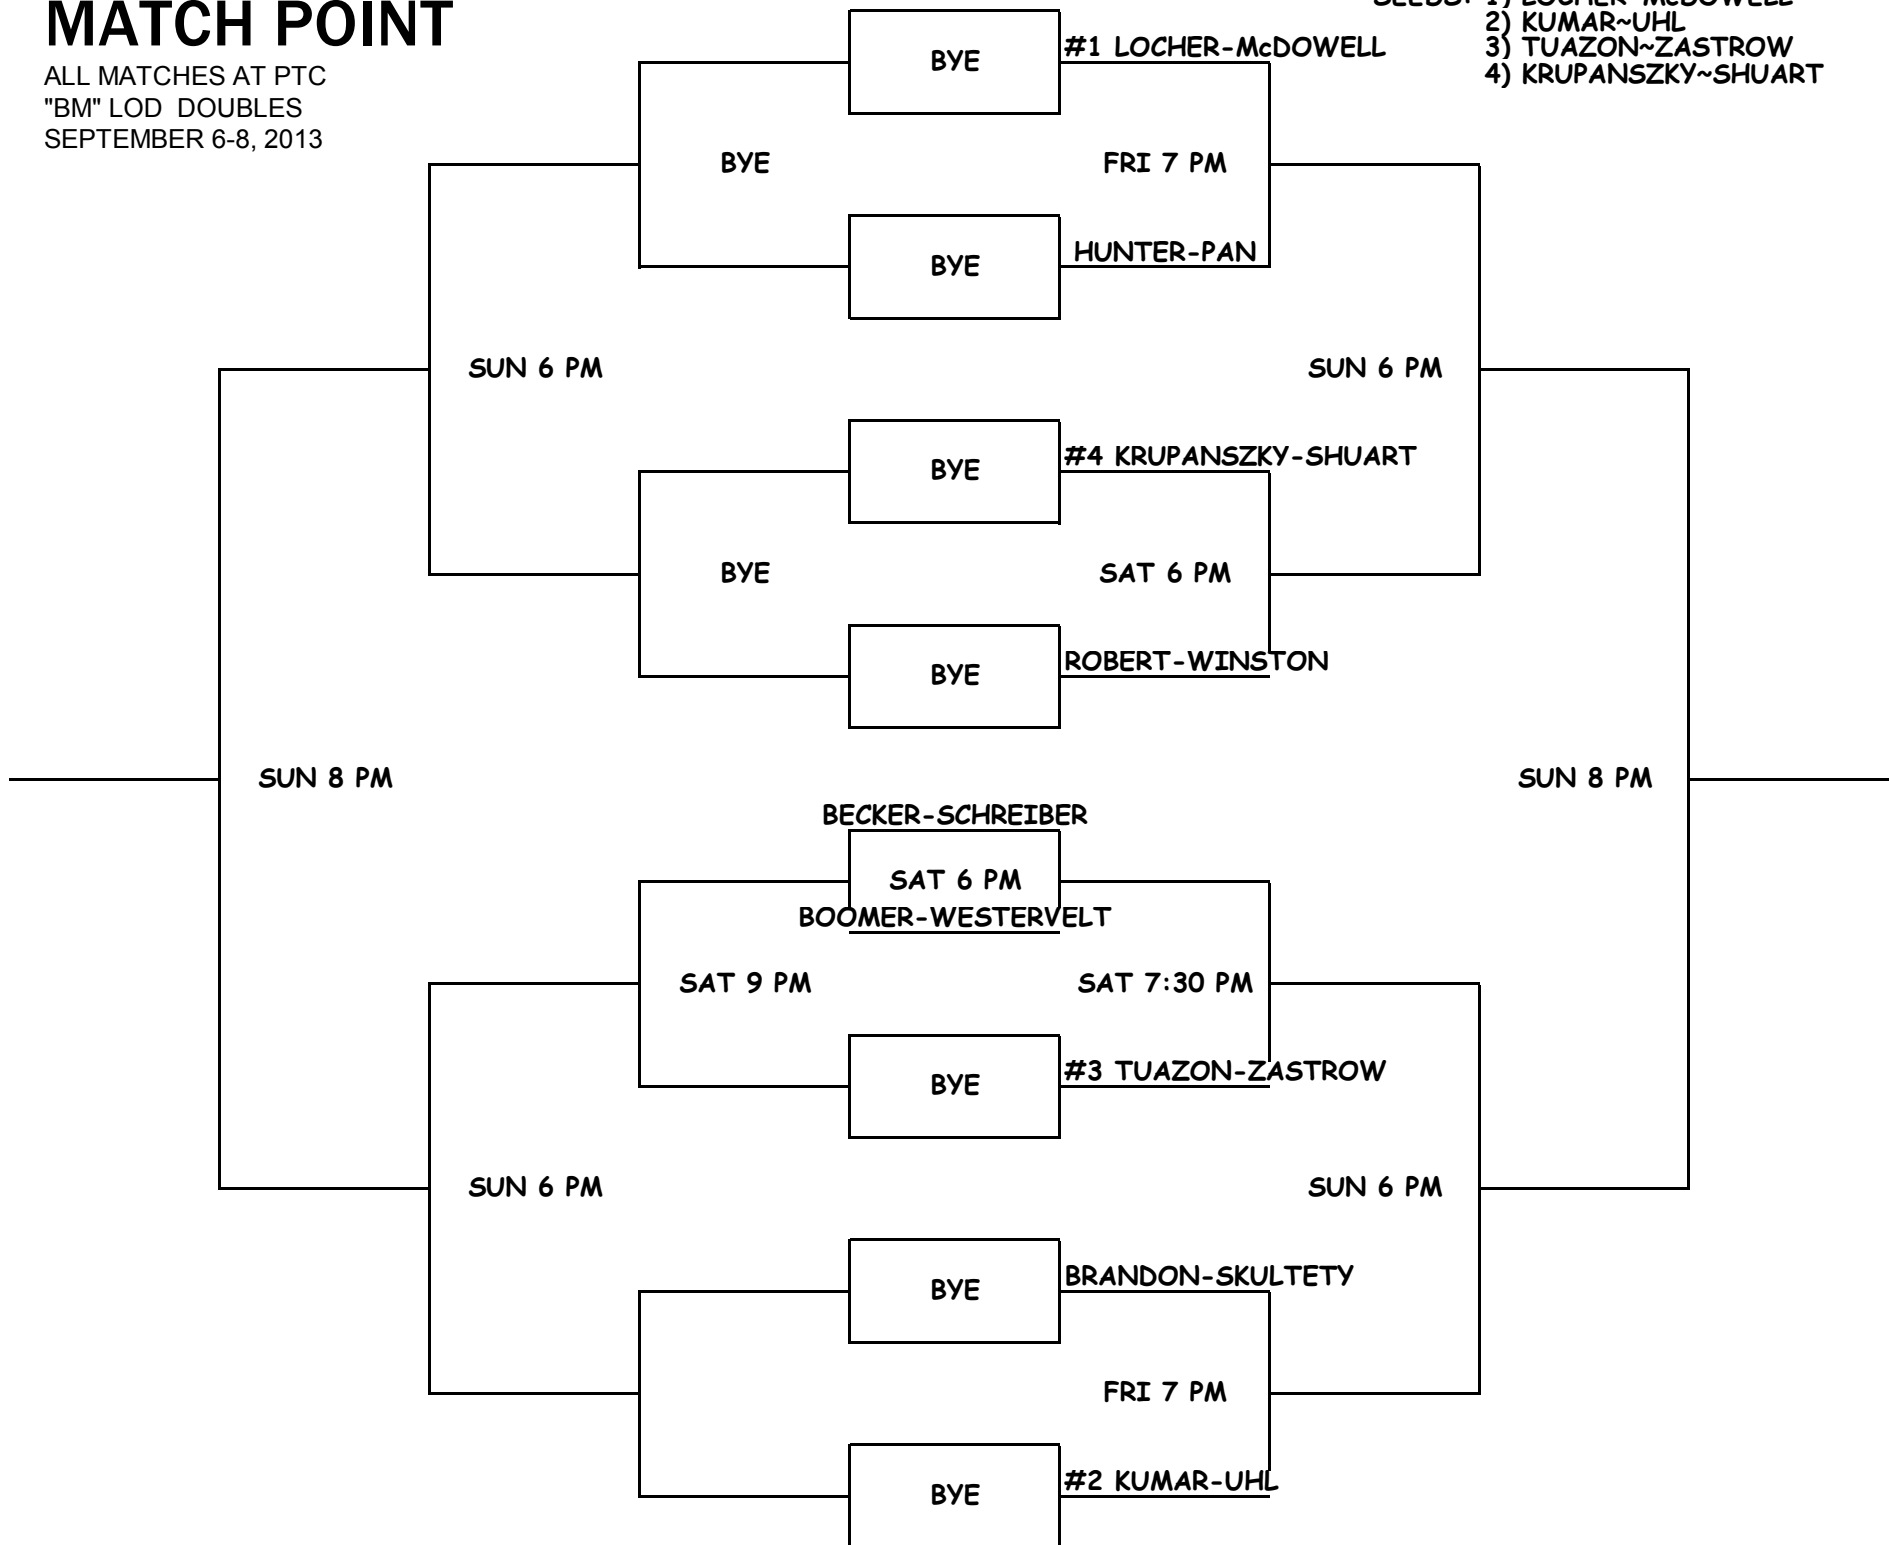 MATCH POINT
SEEDS: 1) LOCHER~McDOWELL
2) KUMAR~UHL
3) TUAZON~ZASTROW
4) KRUPANSZKY~SHUART
ALL MATCHES AT PTC
"BM" LOD DOUBLES
SEPTEMBER 6-8, 2013
BYE
#1 LOCHER-McDOWELL
BYE
FRI 7 PM
BYE
HUNTER-PAN
SUN 6 PM
SUN 6 PM
BYE
#4 KRUPANSZKY-SHUART
BYE
SAT 6 PM
BYE
ROBERT-WINSTON
SUN 8 PM
SUN 8 PM
BECKER-SCHREIBER
SAT 6 PM
BOOMER-WESTERVELT
SAT 9 PM
SAT 7:30 PM
BYE
#3 TUAZON-ZASTROW
SUN 6 PM
SUN 6 PM
BYE
BRANDON-SKULTETY
FRI 7 PM
BYE
#2 KUMAR-UHL